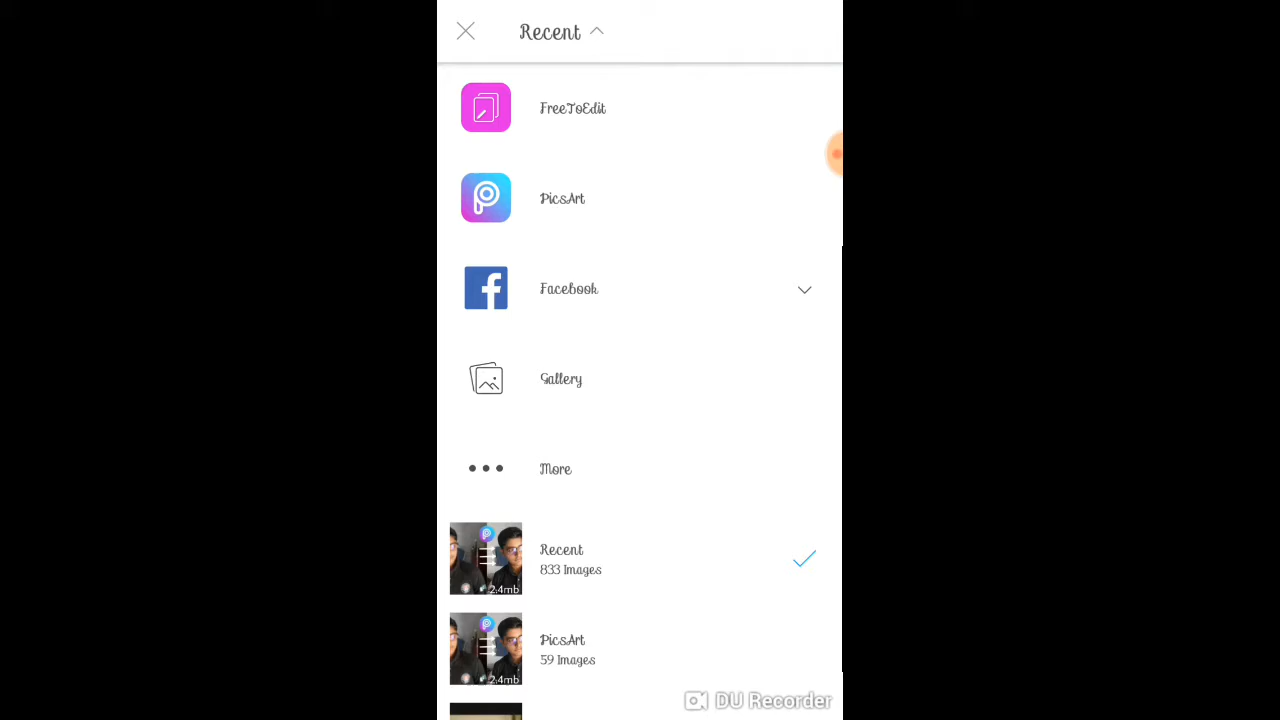 Recent
FreeToEdit
PicsArt
Facebook
Gallery
More
Recent
833 Images
2.4mb
PicsArt
59 Images
2.4mb
DU Recorder